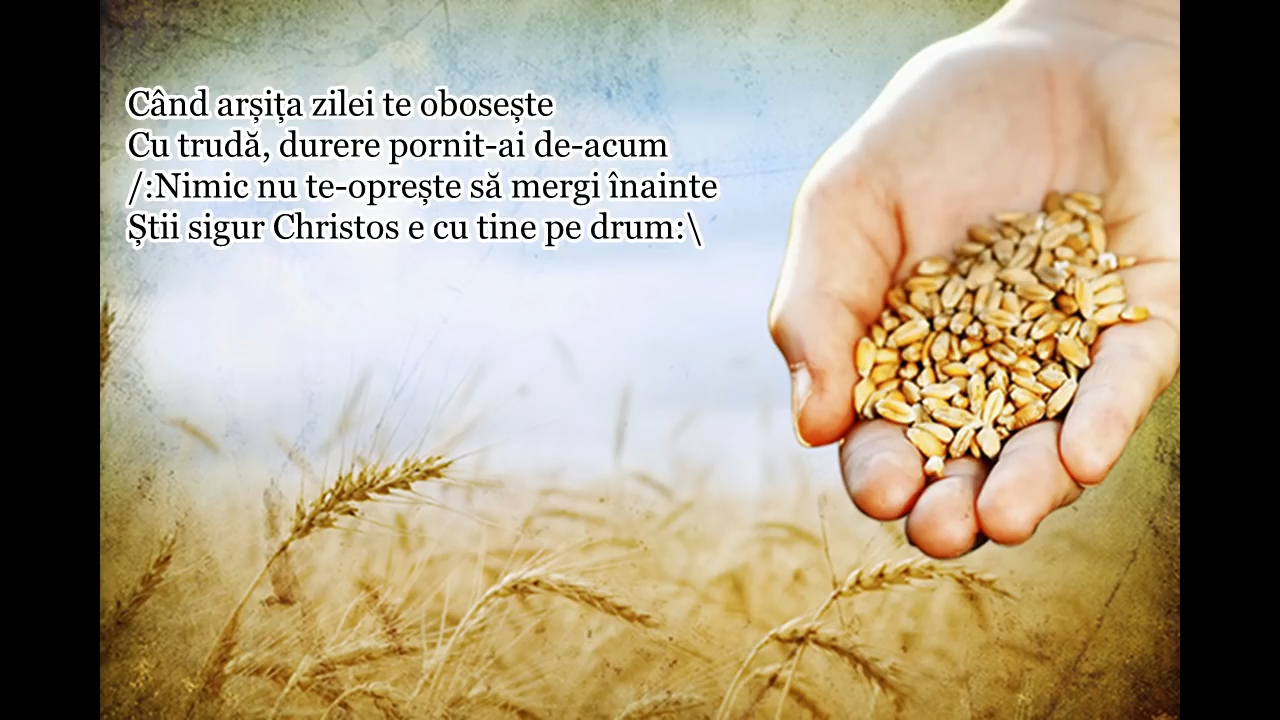 Când arșița zilei te obosește
Cu trudă, durere pornit-ai de-acum
/:Nimic nu te-oprește să mergi înainte
Știi sigur Christos e cu tine pe drum:\